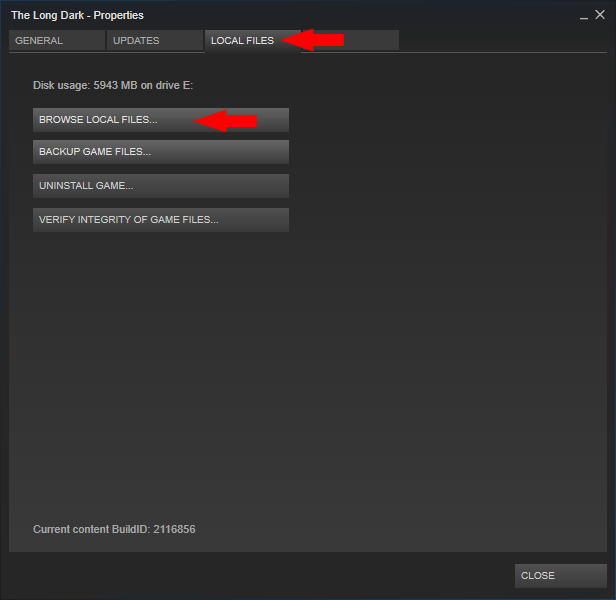 The Long Dark - Properties
GENERAL
UPDATES
LOCAL FILES
Disk usage: 5943 MB on drive E:
BROWSE LOCAL FILES...
BACKUP GAME FILES...
UNINSTALL GAME...
VERIFY INTEGRITY OF GAME FILES...
Current content BuildID: 2116856
CLOSE